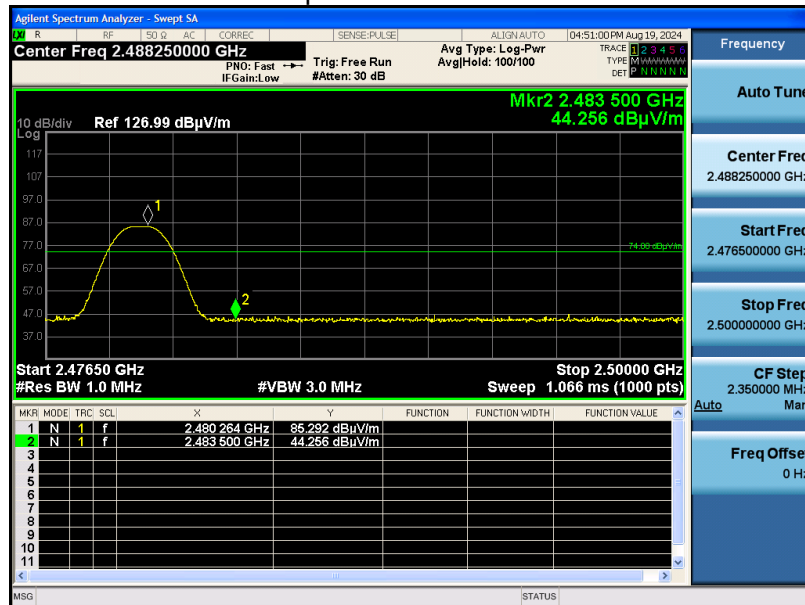 Agilent Spectrum Analyzer - Swept SA
LXI R RF 50 Ω AC CORREC SENSE:PULSE ALIGN AUTO 04:51:00 PM Aug 19, 2024
Center Freq 2.488250000 GHz
PNO: Fast
IFGain:Low
Trig: Free Run
#Atten: 30 dB
Avg Type: Log-Pwr
Avg|Hold: 100/100
TRACE 1 2 3 4 5 6
TYPE M
DET P N N N N N
Mkr2 2.483 500 GHz
44.256 dBµV/m
10 dB/div Ref 126.99 dBµV/m
Log
117
107
97.0
87.0
77.0
67.0
57.0
47.0
37.0
1
2
74.00 dBµV/m
Start 2.47650 GHz Stop 2.50000 GHz
#Res BW 1.0 MHz #VBW 3.0 MHz Sweep 1.066 ms (1000 pts)
MKR MODE TRC SCL X Y FUNCTION FUNCTION WIDTH FUNCTION VALUE
1 N 1 f 2.480 264 GHz 85.292 dBµV/m
2 N 1 f 2.483 500 GHz 44.256 dBµV/m
3
4
5
6
7
8
9
10
11
MSG STATUS
Frequency
Auto Tune
Center Freq
2.488250000 GHz
Start Freq
2.476500000 GHz
Stop Freq
2.500000000 GHz
CF Step
2.350000 MHz
Auto Man
Freq Offset
0 Hz